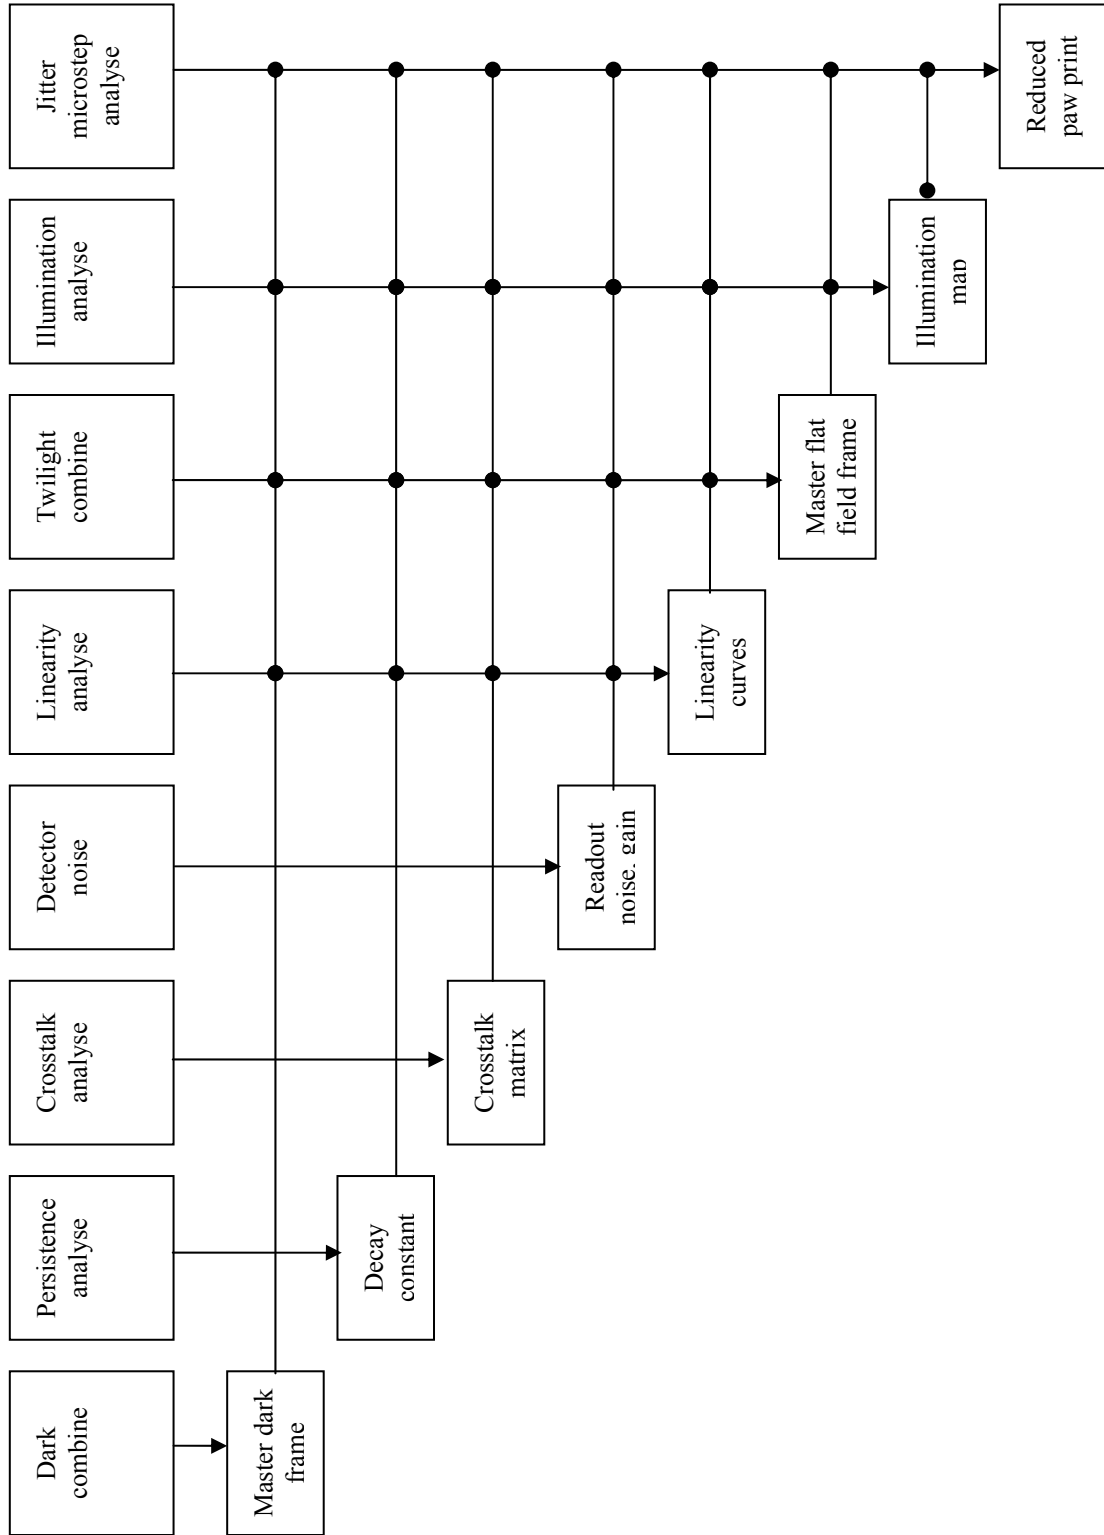 Dark
combine
Persistence
analyse
Crosstalk
analyse
Detector
noise
Linearity
analyse
Twilight
combine
Illumination
analyse
Jitter
microstep
analyse
Master dark
frame
Decay
constant
Crosstalk
matrix
Readout
noise, gain
Linearity
curves
Master flat
field frame
Illumination
map
Reduced
paw print